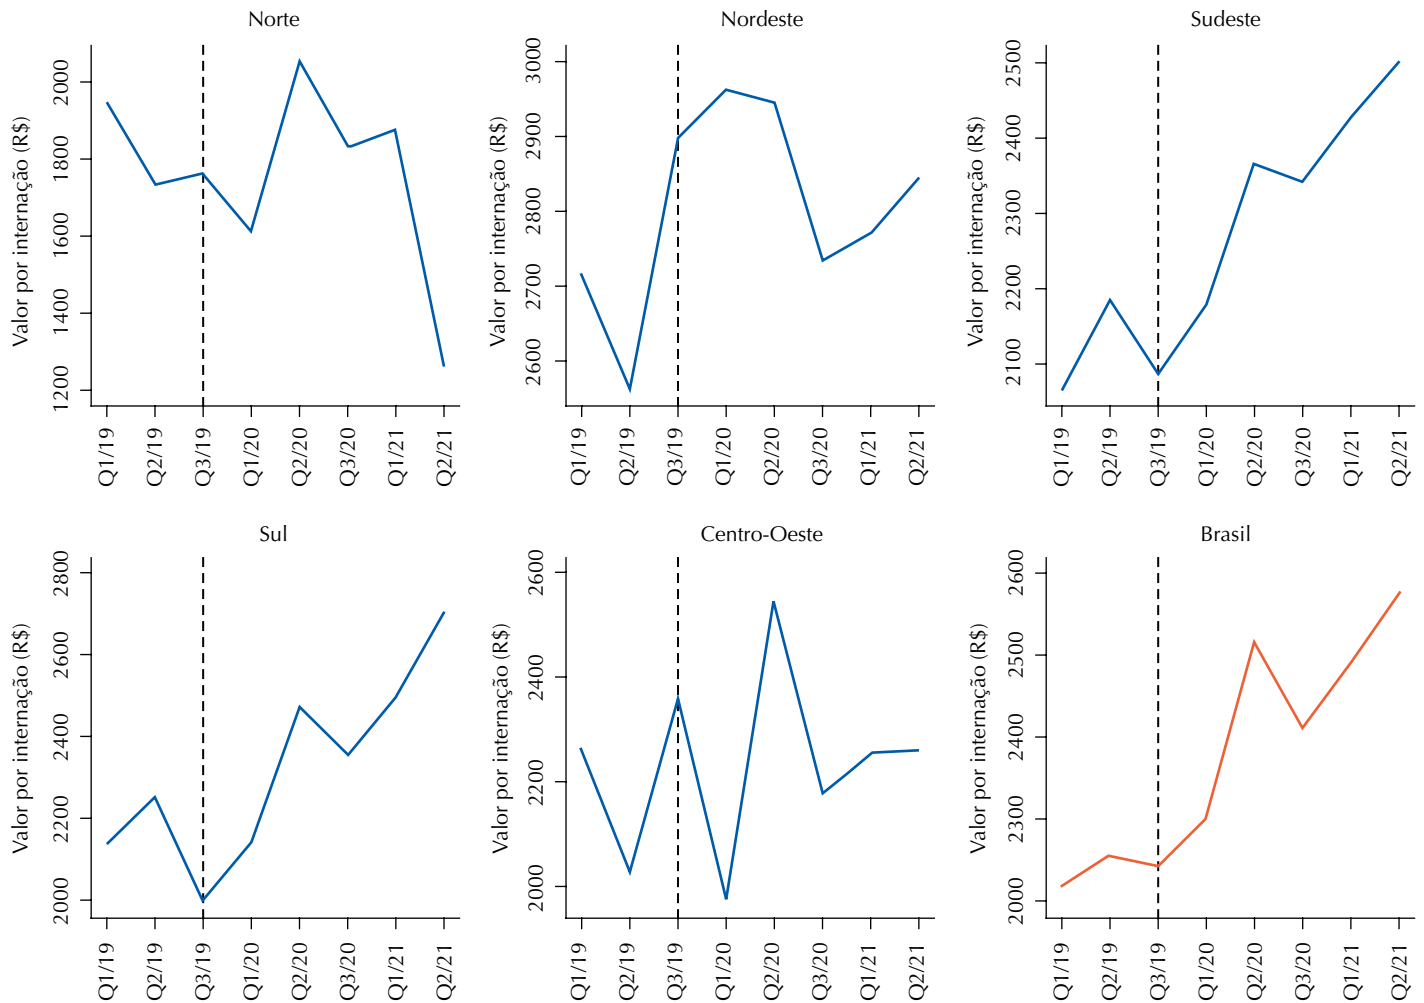 Norte
Valor por internação (R$)
2000
1800
1600
1400
1200
Q1/19
Q2/19
Q3/19
Q1/20
Q2/20
Q3/20
Q1/21
Q2/21
Nordeste
Valor por internação (R$)
3000
2900
2800
2700
2600
Q1/19
Q2/19
Q3/19
Q1/20
Q2/20
Q3/20
Q1/21
Q2/21
Sudeste
Valor por internação (R$)
2500
2400
2300
2200
2100
Q1/19
Q2/19
Q3/19
Q1/20
Q2/20
Q3/20
Q1/21
Q2/21
Sul
Valor por internação (R$)
2800
2600
2400
2200
2000
Q1/19
Q2/19
Q3/19
Q1/20
Q2/20
Q3/20
Q1/21
Q2/21
Centro-Oeste
Valor por internação (R$)
2600
2400
2200
2000
Q1/19
Q2/19
Q3/19
Q1/20
Q2/20
Q3/20
Q1/21
Q2/21
Brasil
Valor por internação (R$)
2600
2500
2400
2300
2000
Q1/19
Q2/19
Q3/19
Q1/20
Q2/20
Q3/20
Q1/21
Q2/21